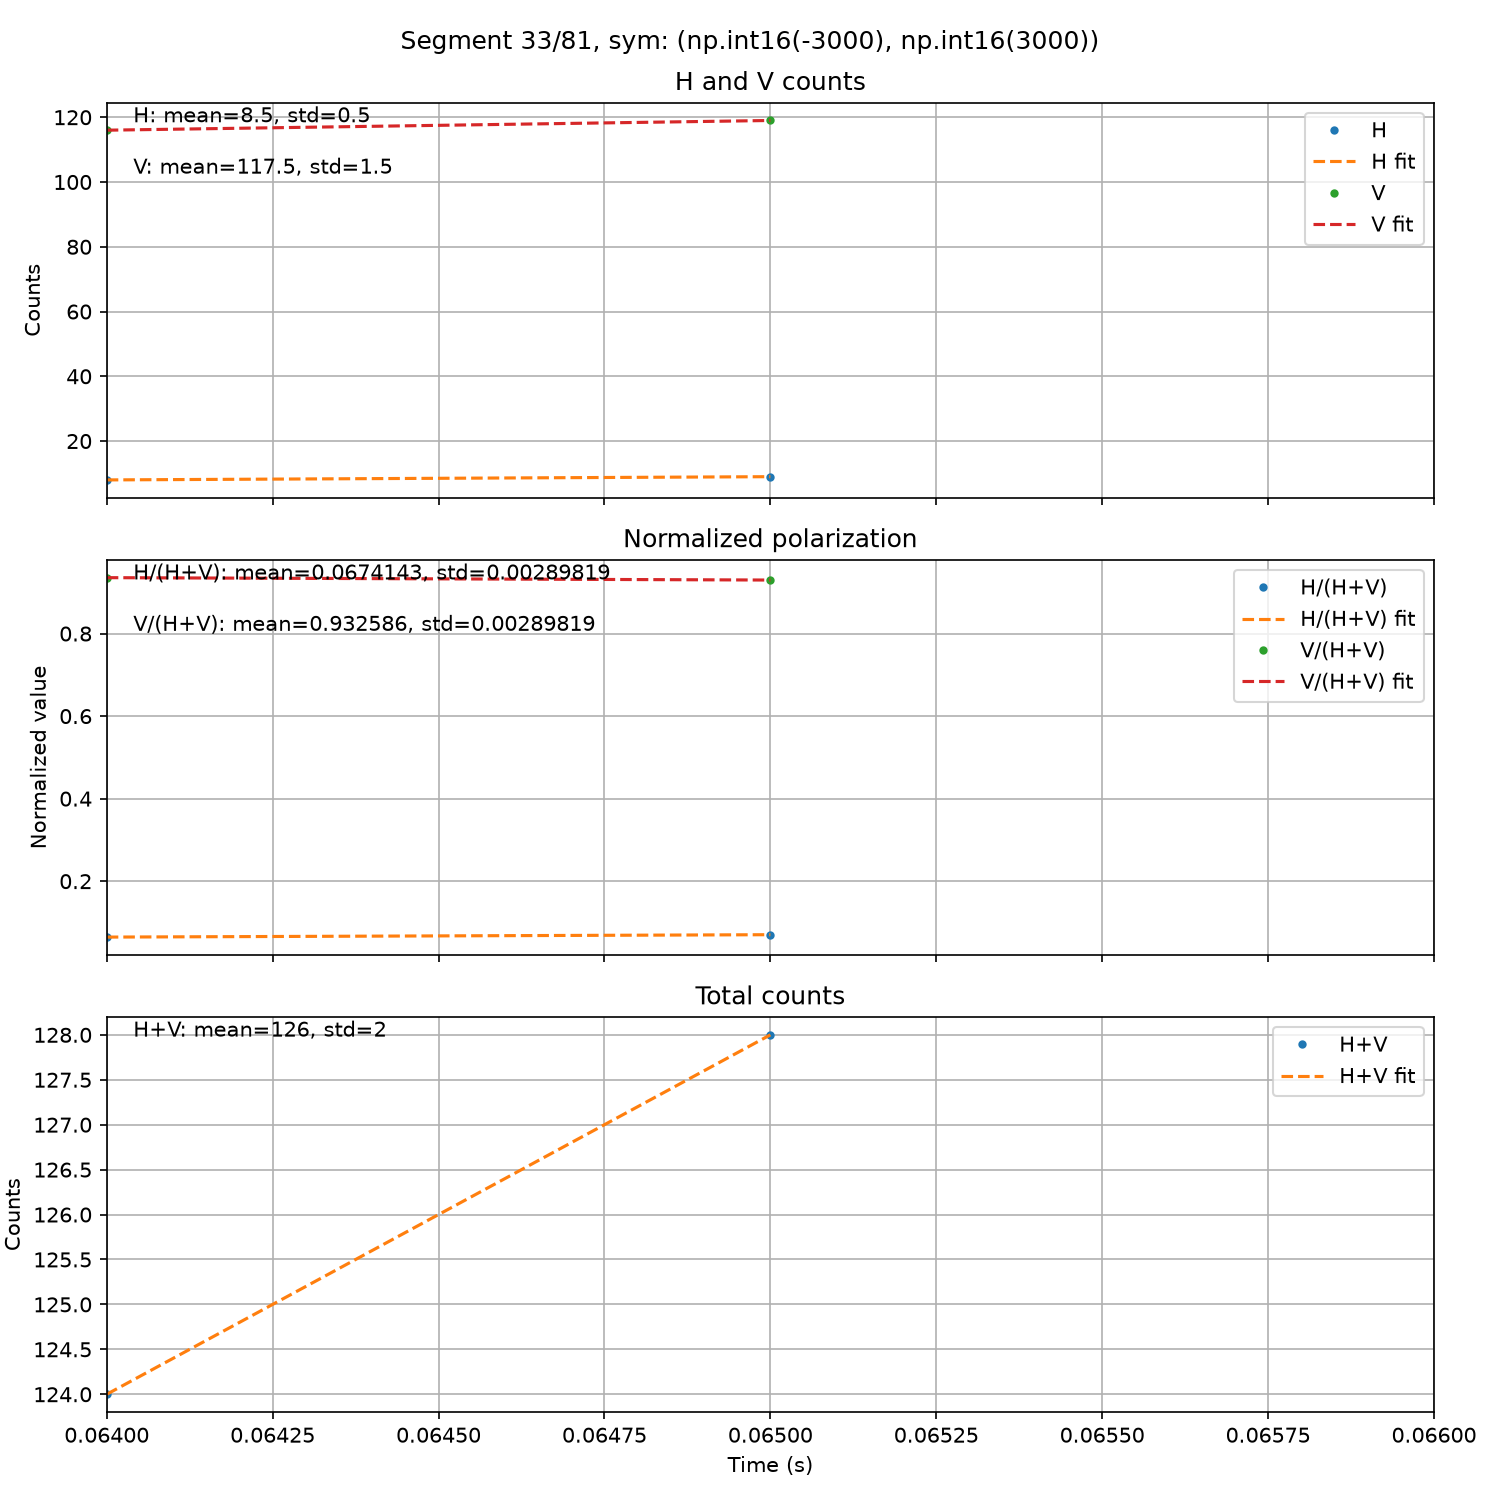 Segment 33/81, sym: (np.int16(-3000), np.int16(3000))
H and V counts
H: mean=8.5, std=0.5
V: mean=117.5, std=1.5
H
H fit
V
V fit
120
100
80
60
40
20
Counts
Normalized polarization
H/(H+V): mean=0.0674143, std=0.00289819
V/(H+V): mean=0.932586, std=0.00289819
H/(H+V)
H/(H+V) fit
V/(H+V)
V/(H+V) fit
0.8
0.6
0.4
0.2
Normalized value
Total counts
H+V: mean=126, std=2
H+V
H+V fit
128.0
127.5
127.0
126.5
126.0
125.5
125.0
124.5
124.0
Counts
0.06400 0.06425 0.06450 0.06475 0.06500 0.06525 0.06550 0.06575 0.06600
Time (s)